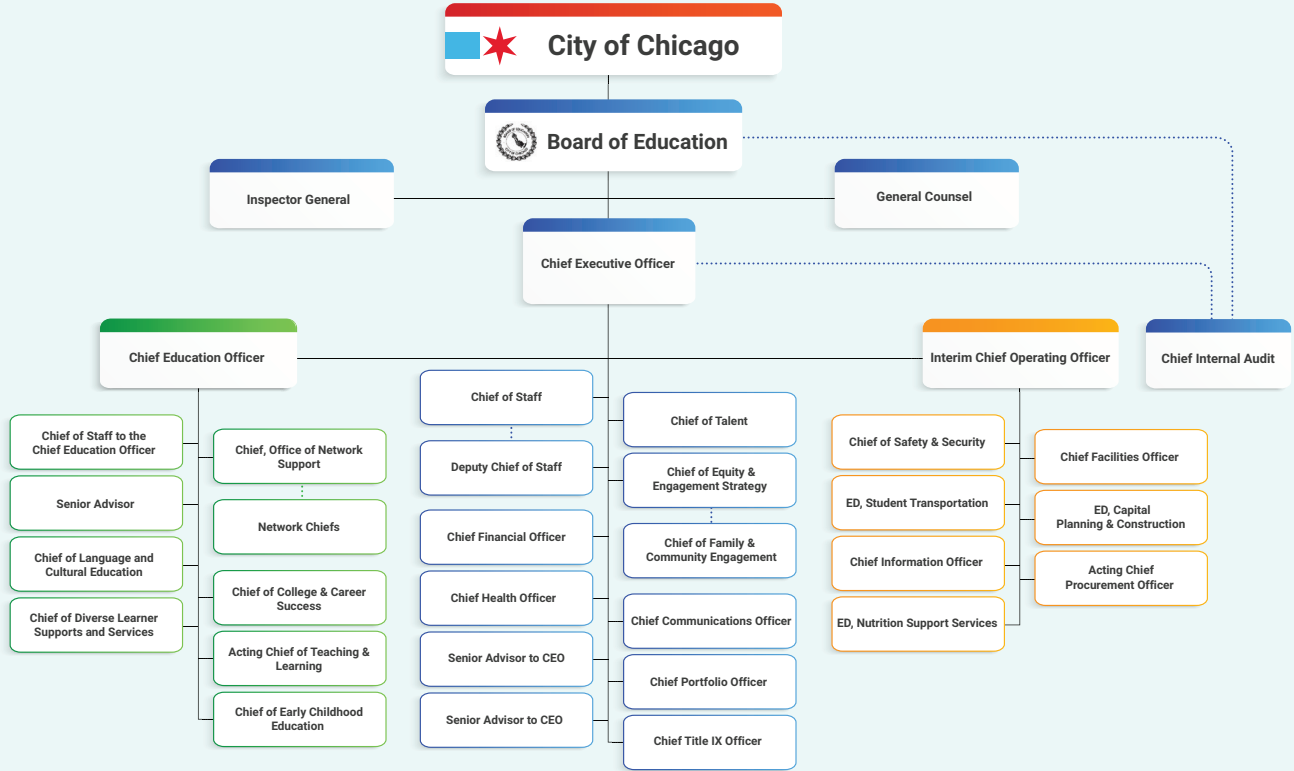 City of Chicago
Board of Education
Inspector General
General Counsel
Chief Executive Officer
Chief Education Officer
Interim Chief Operating Officer
Chief Internal Audit
Chief of Staff to the
Chief Education Officer
Senior Advisor
Chief of Language and
Cultural Education
Chief of Diverse Learner
Supports and Services
Chief, Office of Network
Support
Network Chiefs
Chief of College & Career
Success
Acting Chief of Teaching &
Learning
Chief of Early Childhood
Education
Chief of Staff
Deputy Chief of Staff
Chief Financial Officer
Chief Health Officer
Senior Advisor to CEO
Senior Advisor to CEO
Chief of Talent
Chief of Equity &
Engagement Strategy
Chief of Family &
Community Engagement
Chief Communications Officer
Chief Portfolio Officer
Chief Title IX Officer
Chief of Safety & Security
ED, Student Transportation
Chief Information Officer
ED, Nutrition Support Services
Chief Facilities Officer
ED, Capital
Planning & Construction
Acting Chief
Procurement Officer